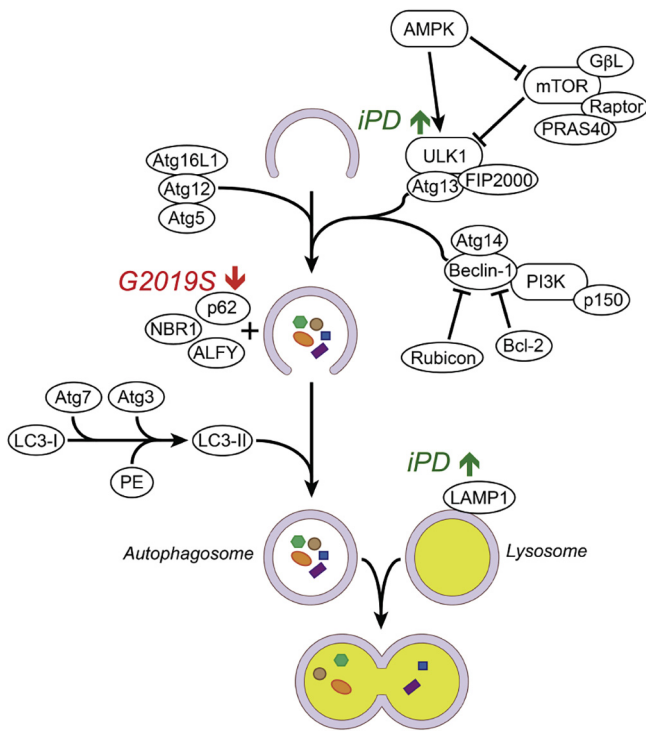 AMPK
GβL
mTOR
Raptor
PRAS40
iPD
ULK1
Atg13
FIP2000
Atg16L1
Atg12
Atg5
Atg14
Beclin-1
PI3K
p150
Rubicon
Bcl-2
G2019S
p62
NBR1
+
ALFY
Atg7
Atg3
LC3-I
LC3-II
PE
iPD
LAMP1
Autophagosome
Lysosome